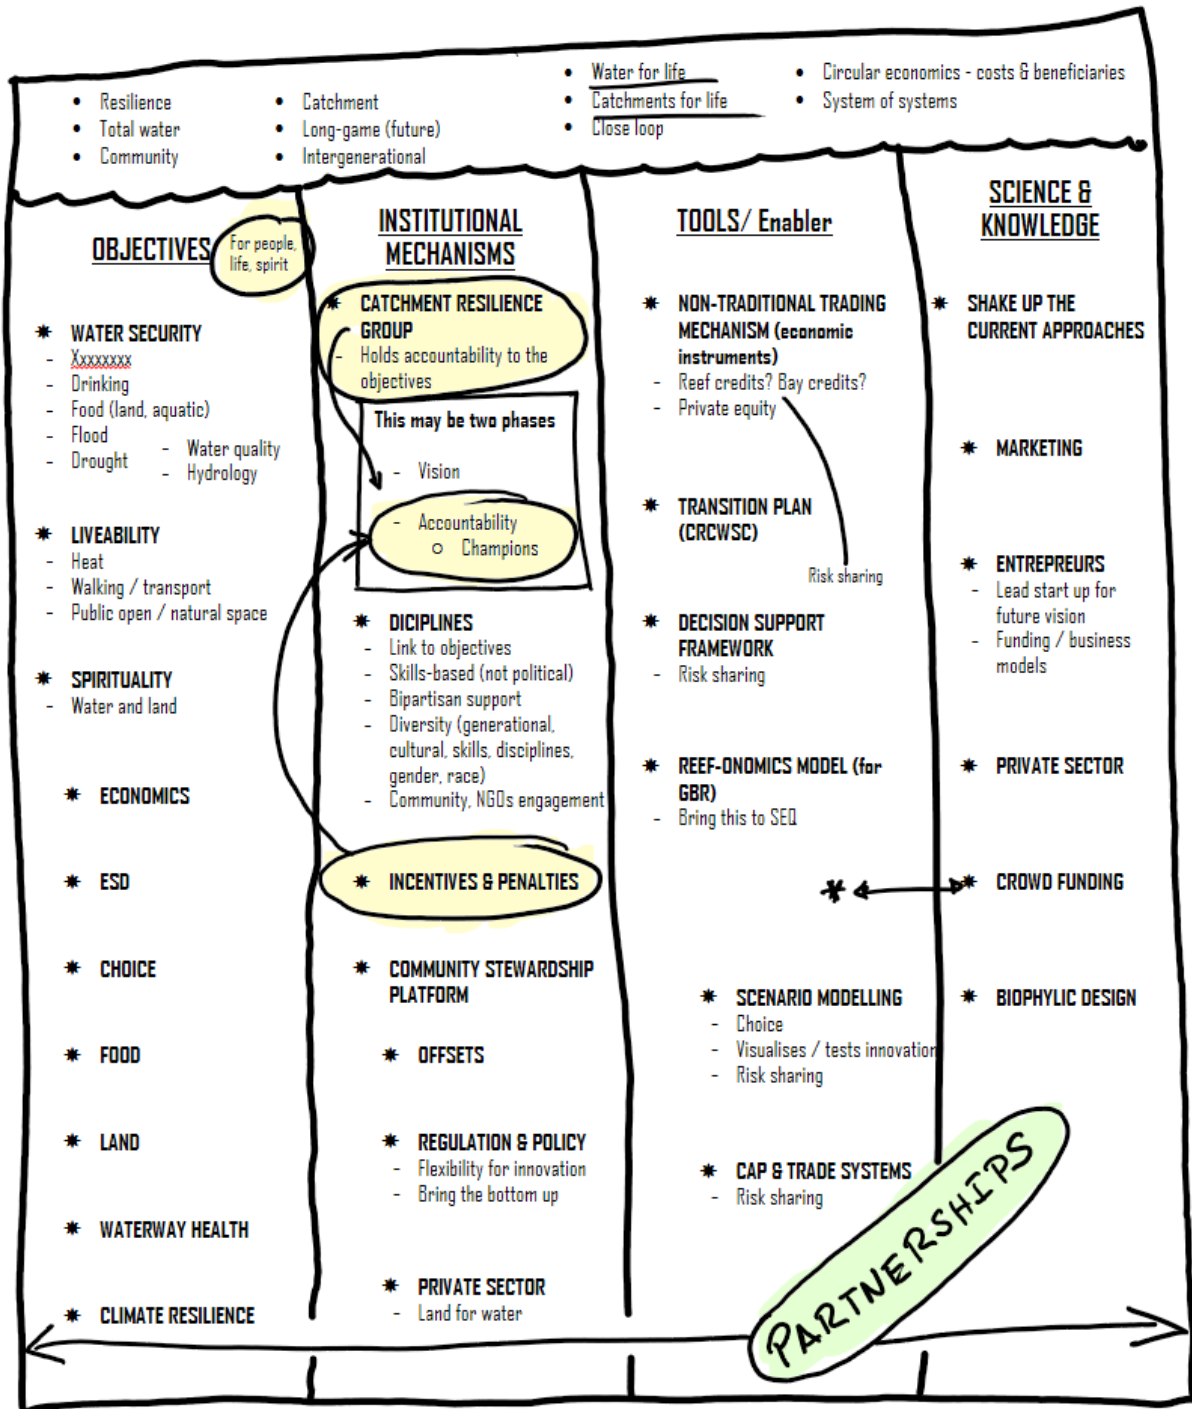 Resilience
Total water
Community
Catchment
Long-game (future)
Intergenerational
Water for life
Catchments for life
Close loop
Circular economics - costs & beneficiaries
System of systems
OBJECTIVES
For people,
life, spirit
WATER SECURITY
- Xxxxxxxx
- Drinking
- Food (land, aquatic)
- Flood
- Drought
- Water quality
- Hydrology
LIVEABILITY
- Heat
- Walking / transport
- Public open / natural space
SPIRITUALITY
- Water and land
ECONOMICS
ESD
CHOICE
FOOD
LAND
WATERWAY HEALTH
CLIMATE RESILIENCE
INSTITUTIONAL
MECHANISMS
CATCHMENT RESILIENCE
GROUP
- Holds accountability to the
objectives
This may be two phases
- Vision
- Accountability
o Champions
DICIPLINES
- Link to objectives
- Skills-based (not political)
- Bipartisan support
- Diversity (generational,
cultural, skills, disciplines,
gender, race)
- Community, NGOs engagement
INCENTIVES & PENALTIES
COMMUNITY STEWARDSHIP
PLATFORM
OFFSETS
REGULATION & POLICY
- Flexibility for innovation
- Bring the bottom up
PRIVATE SECTOR
- Land for water
TOOLS/ Enabler
NON-TRADITIONAL TRADING
MECHANISM (economic
instruments)
- Reef credits? Bay credits?
- Private equity
TRANSITION PLAN
(CRCWSC)
Risk sharing
DECISION SUPPORT
FRAMEWORK
- Risk sharing
REEF-ONOMICS MODEL (for
GBR)
- Bring this to SEQ
SCENARIO MODELLING
- Choice
- Visualises / tests innovation
- Risk sharing
CAP & TRADE SYSTEMS
- Risk sharing
SCIENCE &
KNOWLEDGE
SHAKE UP THE
CURRENT APPROACHES
MARKETING
ENTREPREURS
- Lead start up for
future vision
- Funding / business
models
PRIVATE SECTOR
CROWD FUNDING
BIOPHYLIC DESIGN
PARTNERSHIPS